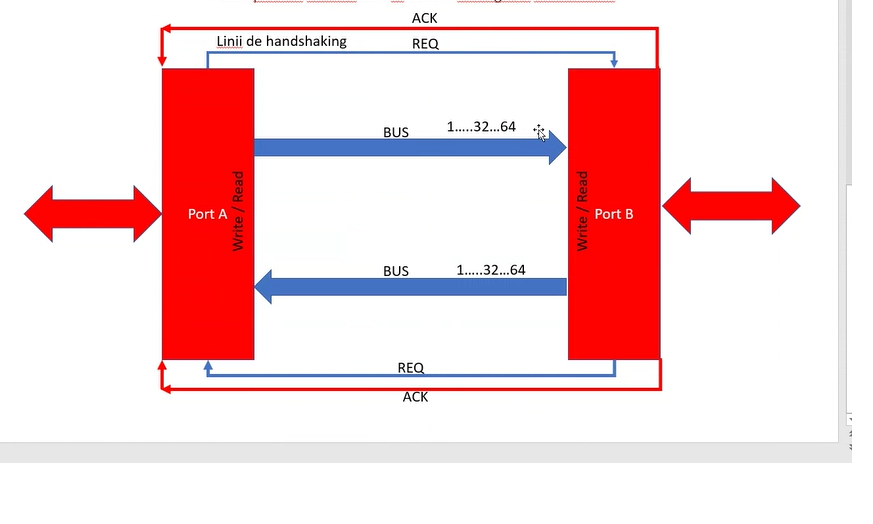 ACK
Linii de handshaking
REQ
BUS
1.....32...64
Write / Read
Port A
Write / Read
Port B
BUS
1.....32...64
REQ
ACK